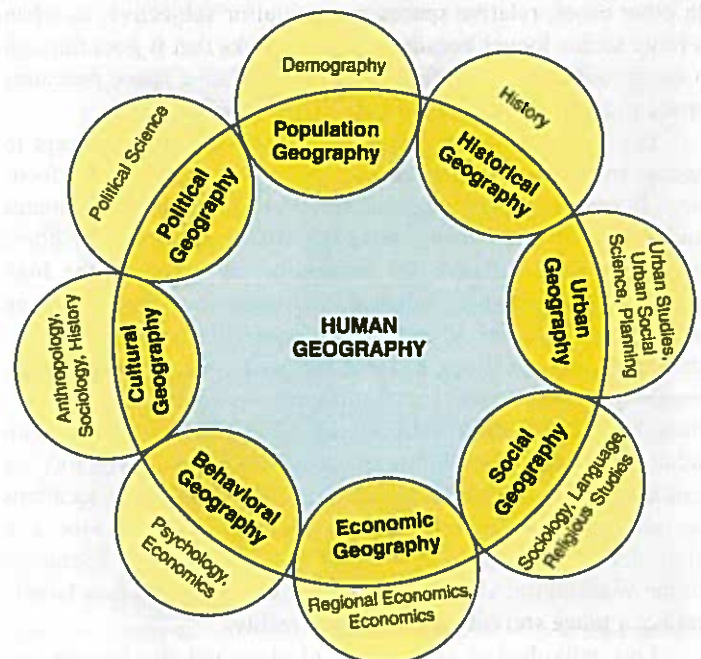 Demography
Population
Geography
History
Historical
Geography
Urban Studies,
Urban Social
Science, Planning
Urban
Geography
Social
Geography
Sociology, Language,
Religious Studies
Economic
Geography
Regional Economics,
Economics
Behavioral
Geography
Psychology,
Economics
Cultural
Geography
Anthropology,
Sociology, History
Political Science
Political
Geography
HUMAN
GEOGRAPHY